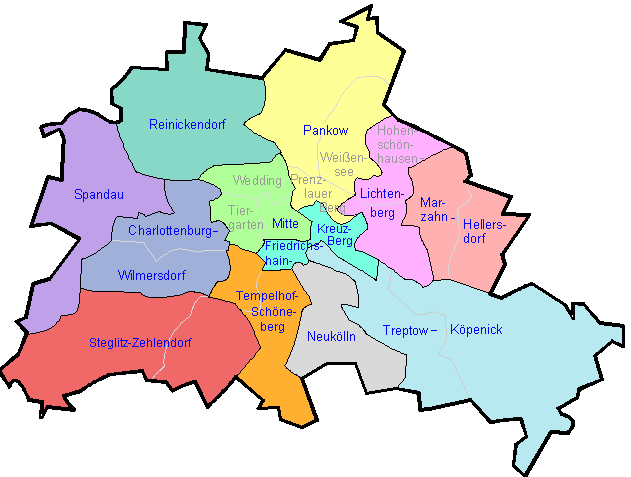 Reinickendorf
Pankow
Hohen-
schön-
hausen-
Weißen-
see
Wedding
Prenz-
lauer
Berg
Spandau
Lichten-
berg
Mar-
zahn -
Hellers-
dorf
Tier-
garten
Mitte
Kreuz-
Berg
Charlottenburg-
Friedrichs
hain-
Wilmersdorf
Tempelhof-
Schöne-
berg
Steglitz-Zehlendorf
Neukölln
Treptow -
Köpenick